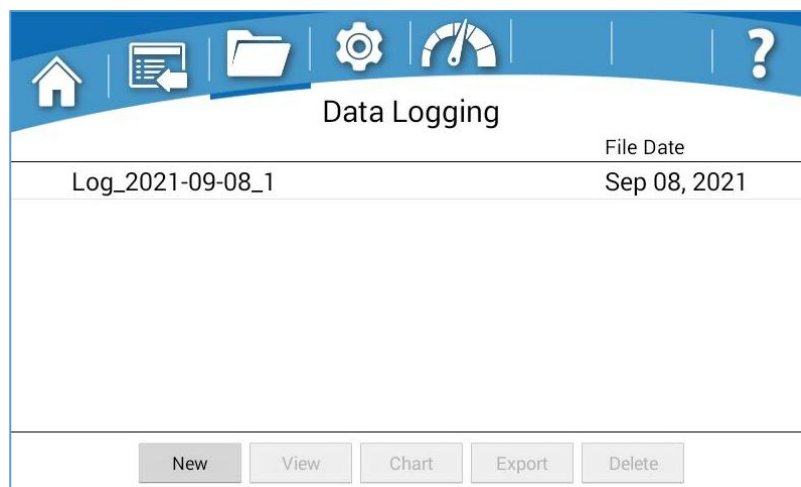 ?
Data Logging
File Date
Log_2021-09-08_1 Sep 08, 2021
New View Chart Export Delete